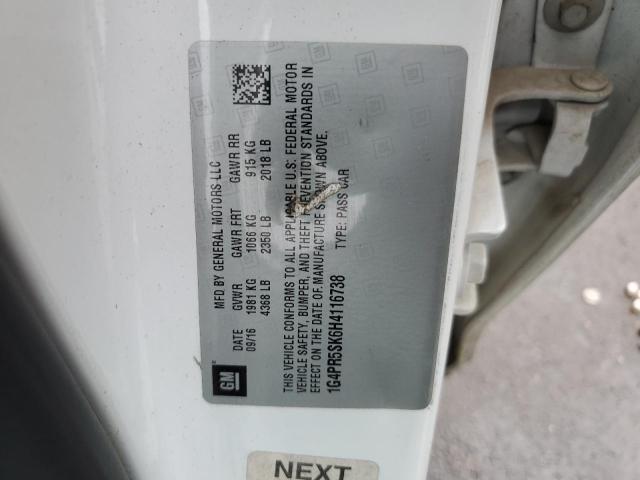 MFD BY GENERAL MOTORS LLC
DATE GVWR GAWR FRT GAWR RR
09/16 1981 KG 1066 KG 915 KG
4368 LB 2350 LB 2018 LB
THIS VEHICLE CONFORMS TO ALL APPLICABLE U.S. FEDERAL MOTOR
VEHICLE SAFETY, BUMPER, AND THEFT PREVENTION STANDARDS IN
EFFECT ON THE DATE OF MANUFACTURE SHOWN ABOVE.
1G4PR5SK6H4116738 TYPE: PASS CAR
GM
NEXT